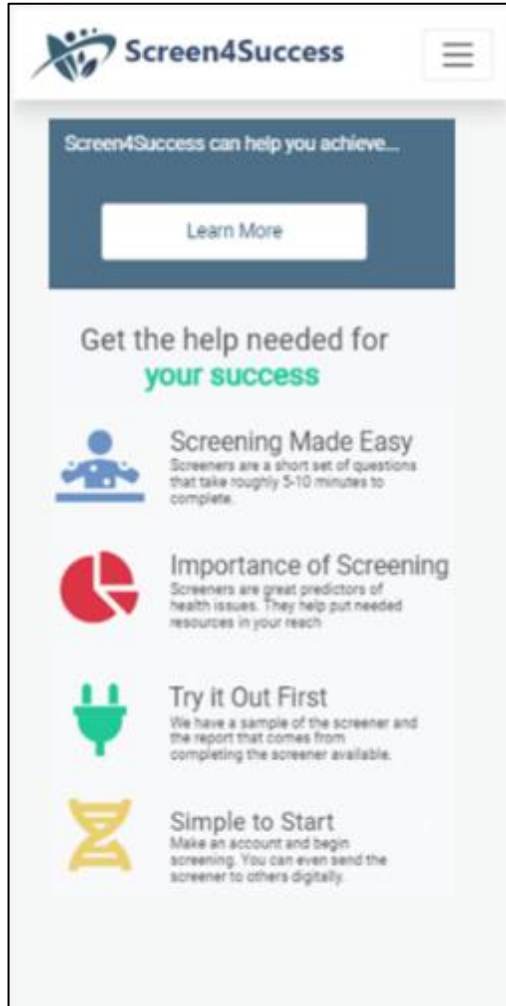 Screen4Success
Screen4Success can help you achieve...
Learn More
Get the help needed for
your success
Screening Made Easy
Screeners are a short set of questions
that take roughly 5-10 minutes to
complete.
Importance of Screening
Screeners are great predictors of
health issues. They help put needed
resources in your reach
Try it Out First
We have a sample of the screener and
the report that comes from
completing the screener available.
Simple to Start
Make an account and begin
screening. You can even send the
screener to others digitally.